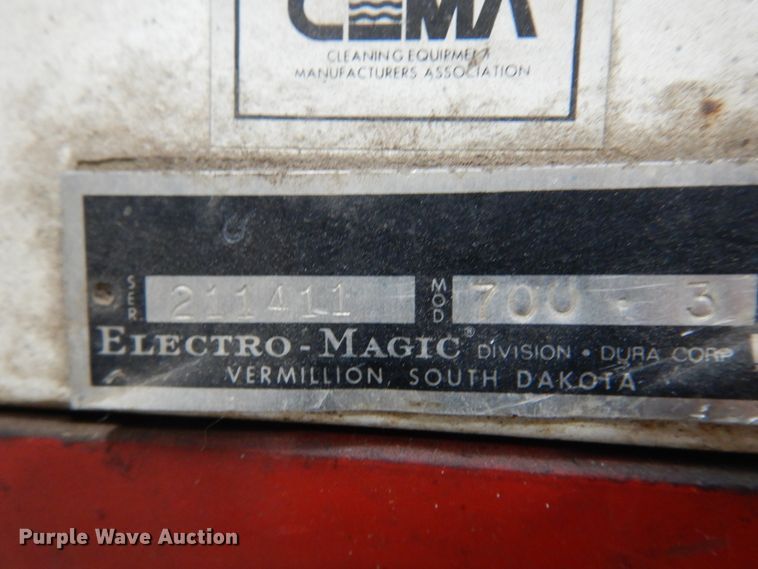 CEMA
CLEANING EQUIPMENT
MANUFACTURERS ASSOCIATION
SER. 211411 MOD 700 · 3
ELECTRO-MAGIC® DIVISION • DURA CORP
VERMILLION, SOUTH DAKOTA
Purple Wave Auction